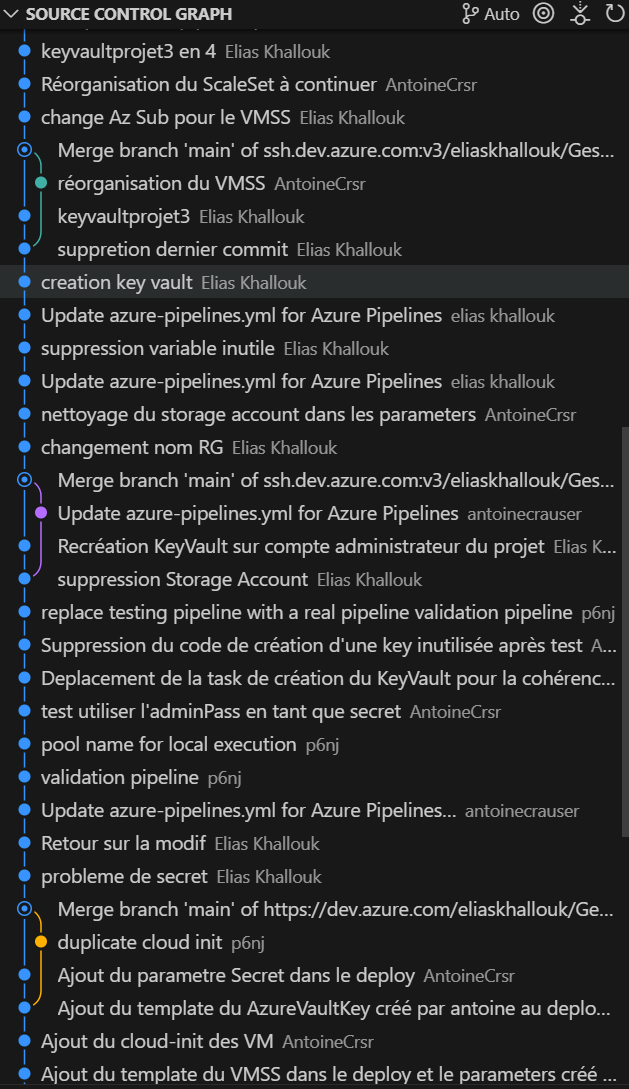 SOURCE CONTROL GRAPH Auto
keyvaultprojet3 en 4 Elias Khallouk
Réorganisation du ScaleSet à continuer AntoineCrsr
change Az Sub pour le VMSS Elias Khallouk
Merge branch 'main' of ssh.dev.azure.com:v3/eliaskhallouk/Ges...
réorganisation du VMSS AntoineCrsr
keyvaultprojet3 Elias Khallouk
suppretion dernier commit Elias Khallouk
creation key vault Elias Khallouk
Update azure-pipelines.yml for Azure Pipelines elias khallouk
suppression variable inutile Elias Khallouk
Update azure-pipelines.yml for Azure Pipelines elias khallouk
nettoyage du storage account dans les parameters AntoineCrsr
changement nom RG Elias Khallouk
Merge branch 'main' of ssh.dev.azure.com:v3/eliaskhallouk/Ges...
Update azure-pipelines.yml for Azure Pipelines antoinecrauser
Recréation KeyVault sur compte administrateur du projet Elias K...
suppression Storage Account Elias Khallouk
replace testing pipeline with a real pipeline validation pipeline p6nj
Suppression du code de création d'une key inutilisée après test A...
Deplacement de la task de création du KeyVault pour la cohérenc...
test utiliser l'adminPass en tant que secret AntoineCrsr
pool name for local execution p6nj
validation pipeline p6nj
Update azure-pipelines.yml for Azure Pipelines... antoinecrauser
Retour sur la modif Elias Khallouk
probleme de secret Elias Khallouk
Merge branch 'main' of https://dev.azure.com/eliaskhallouk/Ge...
duplicate cloud init p6nj
Ajout du parametre Secret dans le deploy AntoineCrsr
Ajout du template du AzureVaultKey créé par antoine au deplo...
Ajout du cloud-init des VM AntoineCrsr
Ajout du template du VMSS dans le deploy et le parameters créé ...